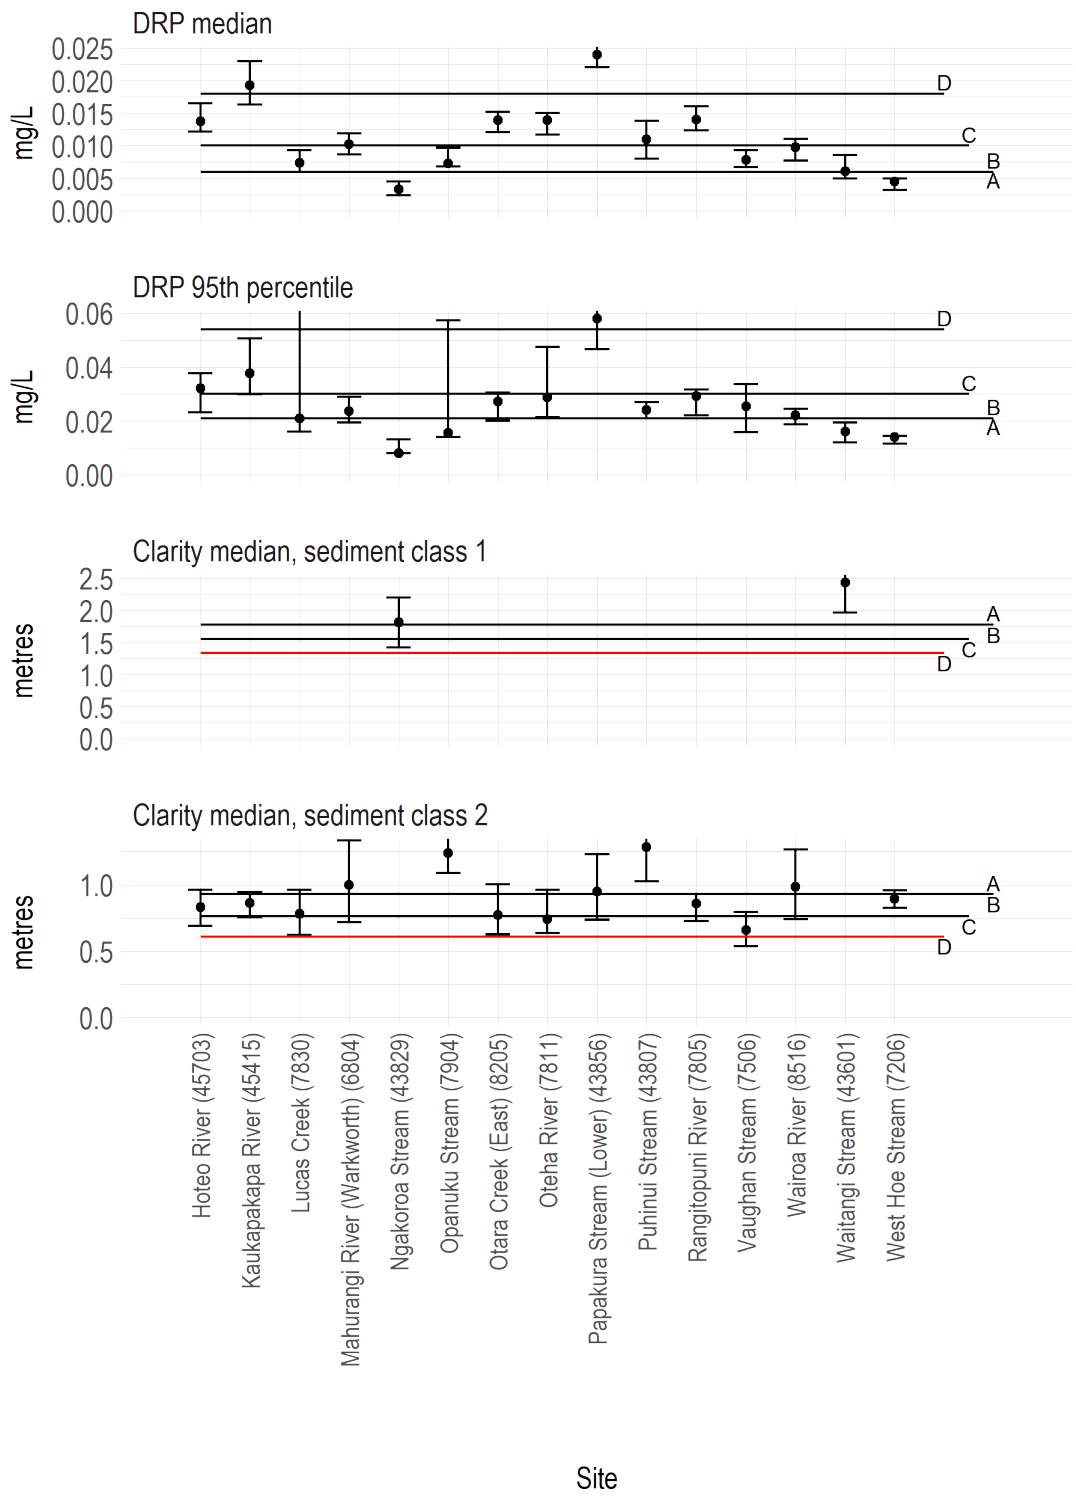 DRP median
0.025
0.020
0.015
0.010
0.005
0.000
mg/L
D
C
B
A
DRP 95th percentile
0.06
0.04
0.02
0.00
mg/L
D
C
B
A
Clarity median, sediment class 1
2.5
2.0
1.5
1.0
0.5
0.0
metres
A
B
C
D
Clarity median, sediment class 2
1.0
0.5
0.0
metres
A
B
C
D
Hoteo River (45703)
Kaukapakapa River (45415)
Lucas Creek (7830)
Mahurangi River (Warkworth) (6804)
Ngakoroa Stream (43829)
Opanuku Stream (7904)
Otara Creek (East) (8205)
Oteha River (7811)
Papakura Stream (Lower) (43856)
Puhinui Stream (43807)
Rangitopuni River (7805)
Vaughan Stream (7506)
Wairoa River (8516)
Waitangi Stream (43601)
West Hoe Stream (7206)
Site